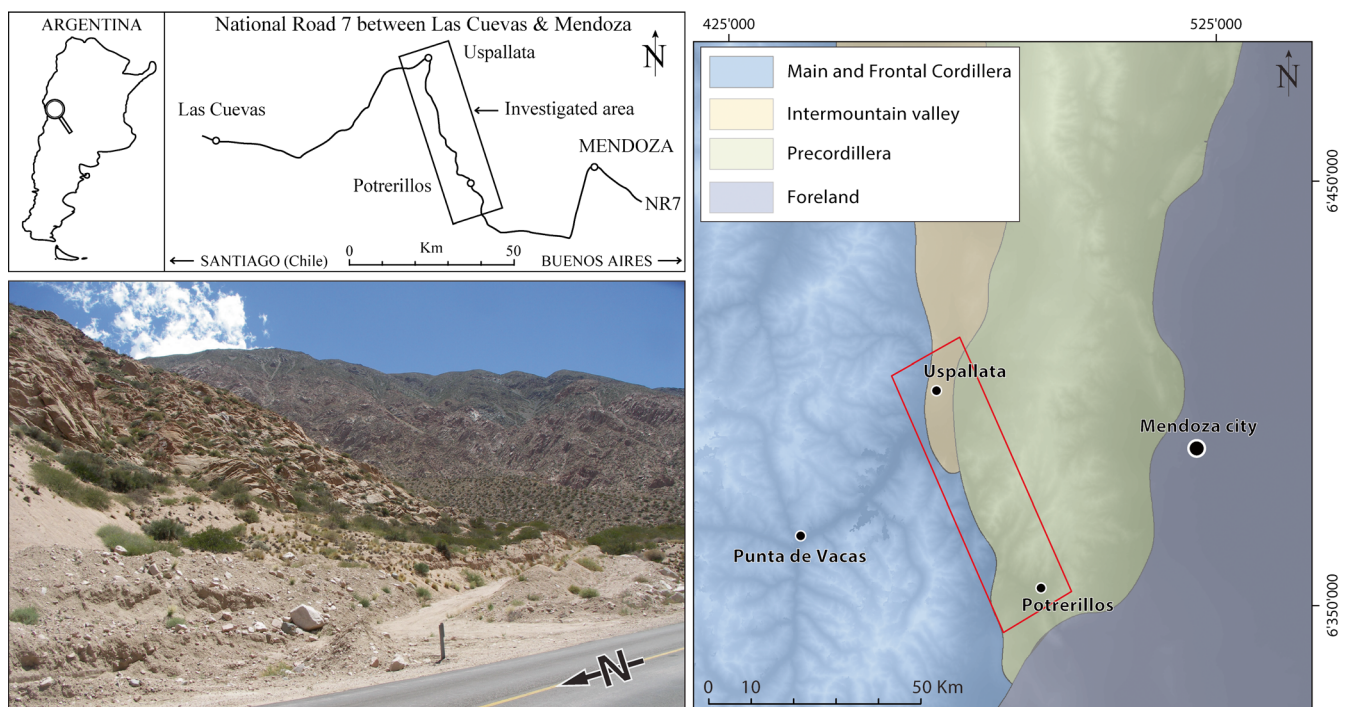 ARGENTINA
National Road 7 between Las Cuevas & Mendoza
N
Uspallata
Las Cuevas
Investigated area
MENDOZA
Potrerillos
NR7
0 Km 50
← SANTIAGO (Chile)
BUENOS AIRES →
N
425'000
525'000
Main and Frontal Cordillera
Intermountain valley
Precordillera
Foreland
N
6'450'000
Uspallata
Mendoza city
Punta de Vacas
Potrerillos
6'350'000
0 10 50 Km